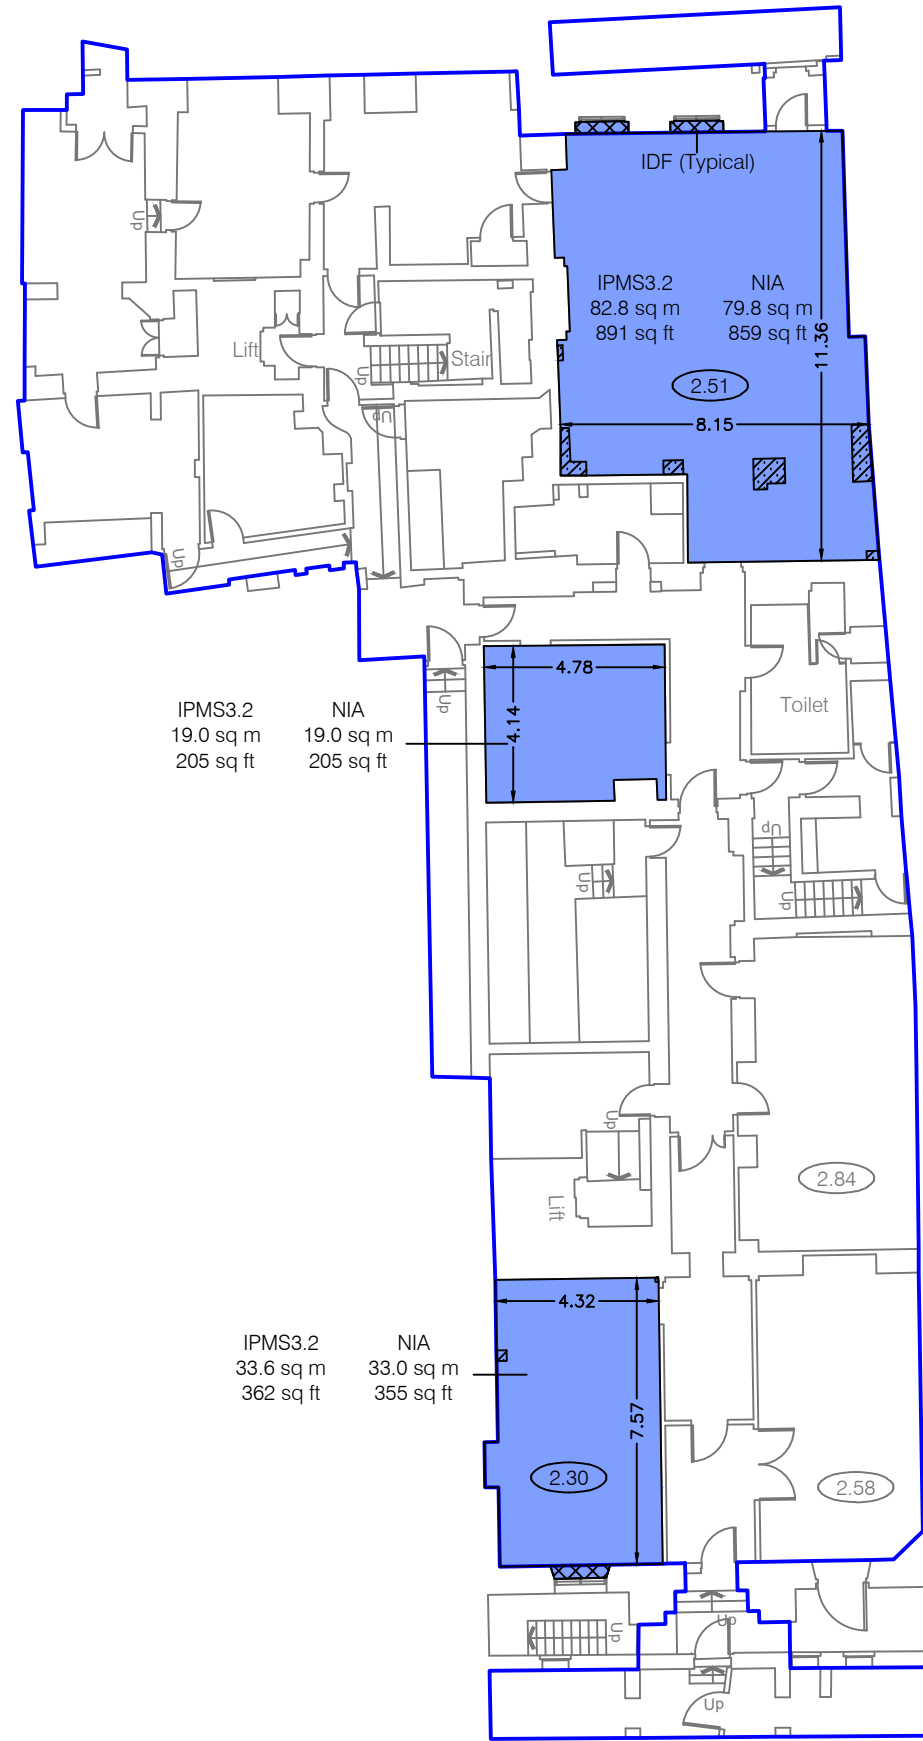 IDF (Typical)
Up
IPMS3.2 NIA
82.8 sq m 79.8 sq m
891 sq ft 859 sq ft
11.36
Lift
Stair
Up
2.51
Up
8.15
Up
4.78
Up
4.14
Toilet
IPMS3.2 NIA
19.0 sq m 19.0 sq m
205 sq ft 205 sq ft
Up
Up
Up
Up
2.84
Lift
4.32
IPMS3.2 NIA
33.6 sq m 33.0 sq m
362 sq ft 355 sq ft
7.57
2.30
2.58
Up
Up
Up